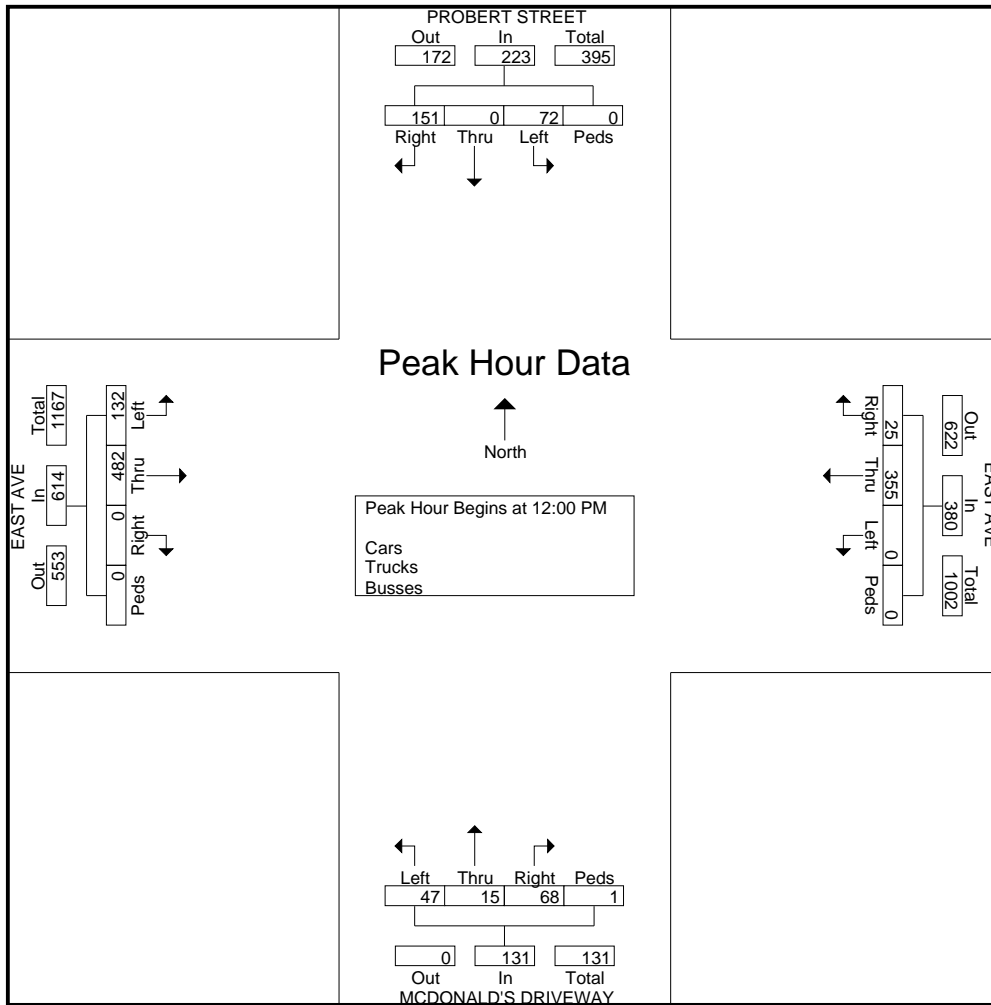 PROBERT STREET
Out In Total
172 223 395
151 0 72 0
Right Thru Left Peds
Peak Hour Data
North
Peak Hour Begins at 12:00 PM
Cars
Trucks
Busses
EAST AVE
Total In Out
1167 614 553
132 482 0 0
Left Thru Right Peds
EAST AVE
Out In Total
622 380 1002
25 355 0 0
Right Thru Left Peds
Left Thru Right Peds
47 15 68 1
0 131 131
Out In Total
MCDONALD'S DRIVEWAY